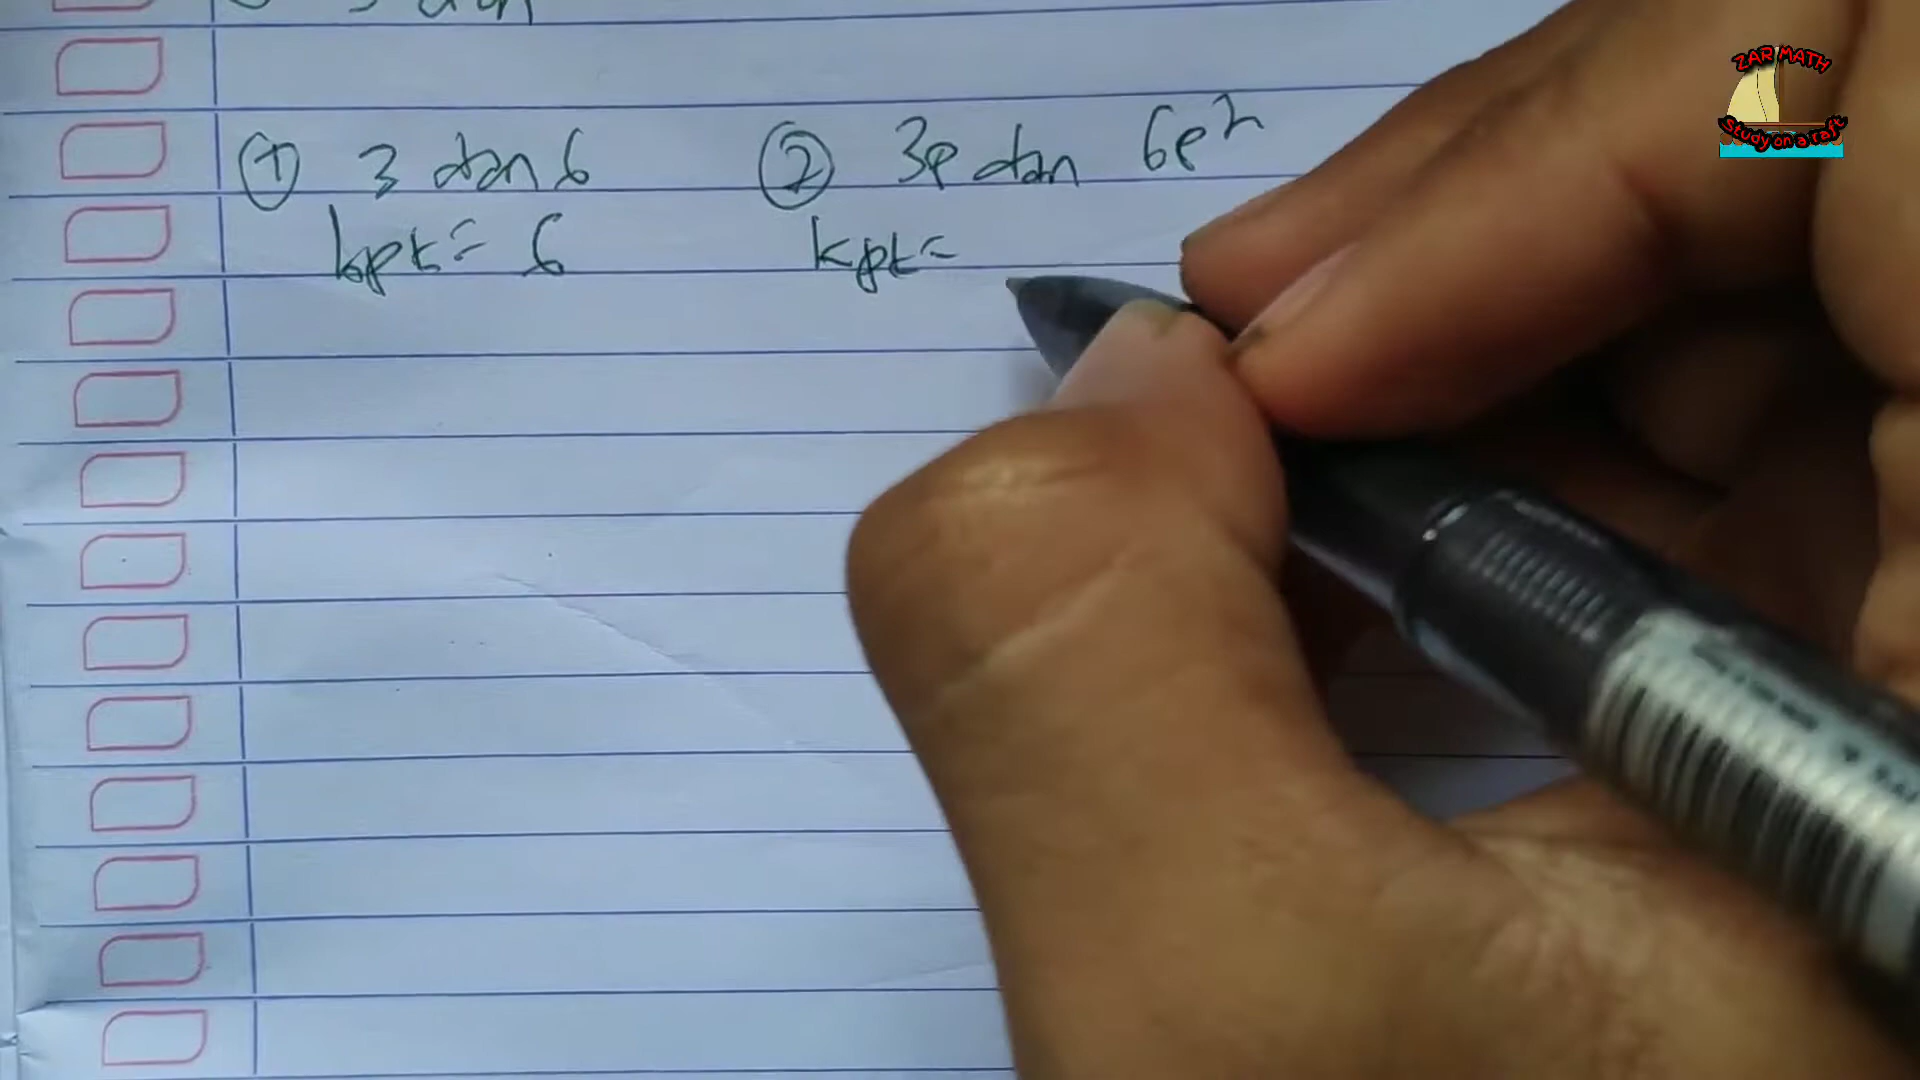 ① 3 dan 6
kpk = 6
② 3p dan 6p²
kpk =
ZAR MATH
Study on a raft